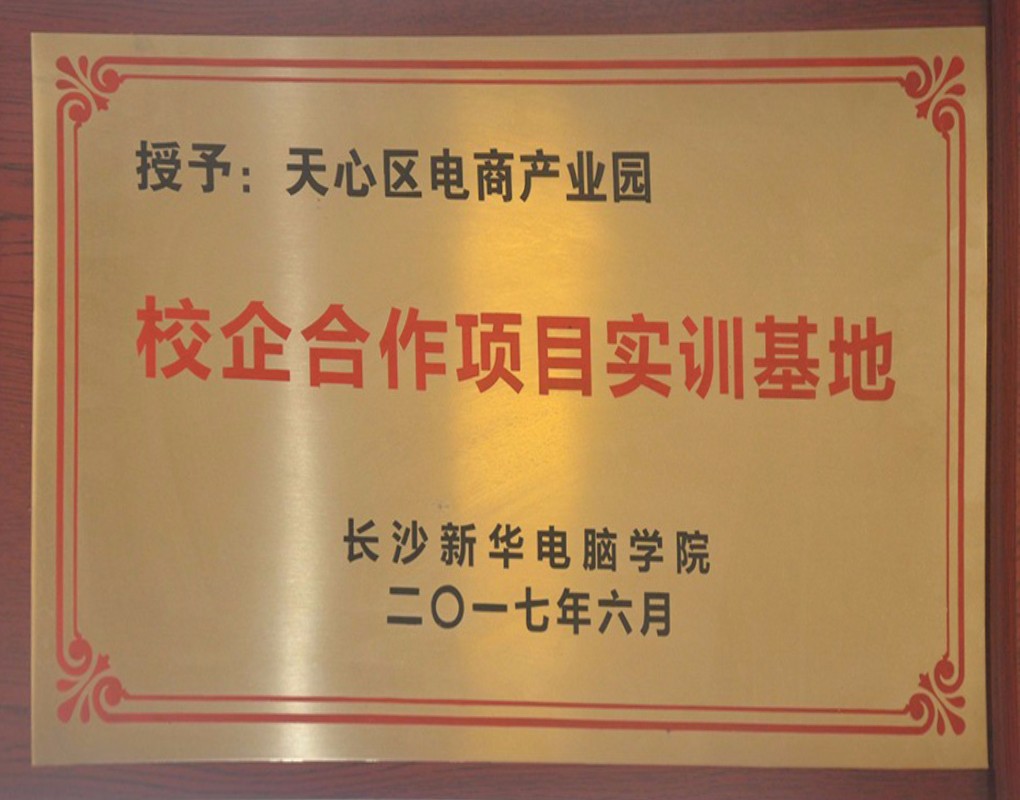 授予：天心区电商产业园
校企合作项目实训基地
长沙新华电脑学院
二〇一七年六月